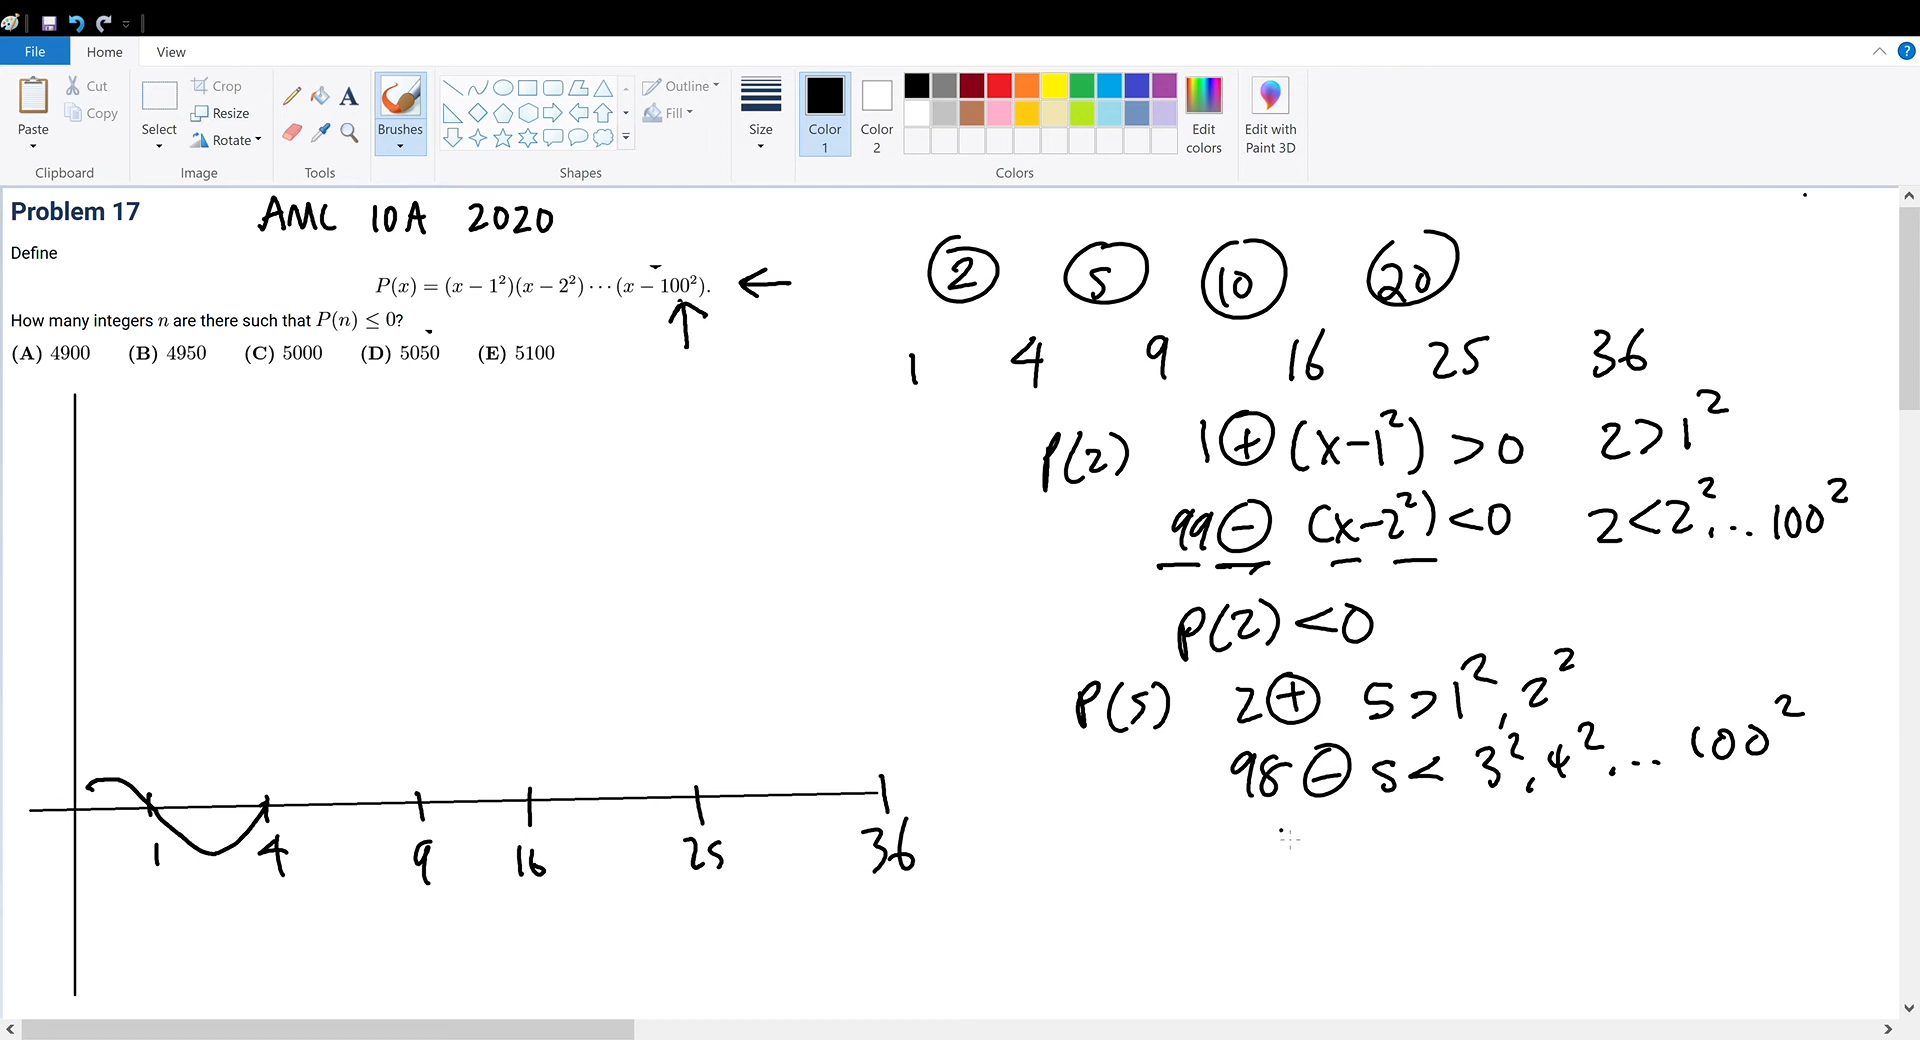 File Home View
Paste
Cut
Copy
Clipboard
Select
Crop
Resize
Rotate
Image
A
Tools
Brushes
Shapes
Outline
Fill
Size
Color 1
Color 2
Edit colors
Colors
Edit with Paint 3D
Problem 17 AMC 10A 2020
Define
P(x) = (x − 1²)(x − 2²) ⋯ (x − 100²). ←
How many integers n are there such that P(n) ≤ 0? ↑
(A) 4900 (B) 4950 (C) 5000 (D) 5050 (E) 5100
2 5 10 20
1 4 9 16 25 36
P(2) 1 + (x−1²) > 0 2 > 1²
99 − (x−2²) < 0 2 < 2², ... 100²
P(2) < 0
P(5) 2 + 5 > 1², 2²
98 − 5 < 3², 4², ... 100²
1 4 9 16 25 36